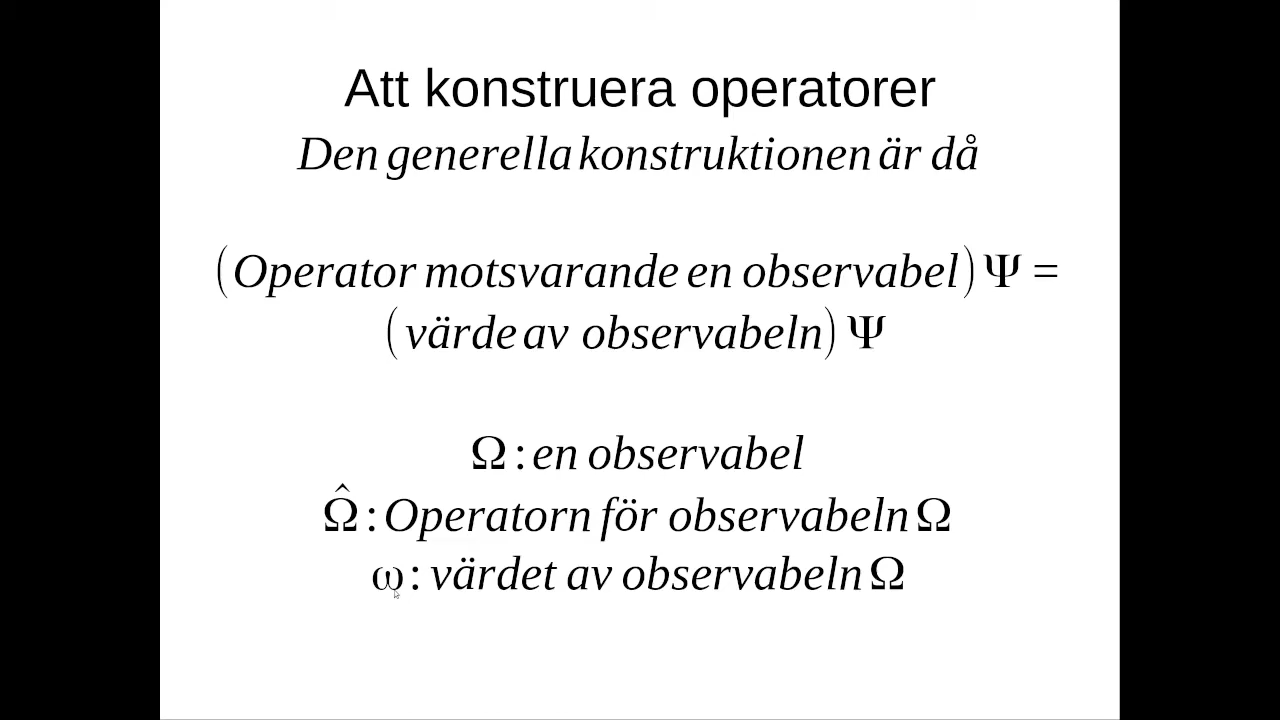 Att konstruera operatorer
Den generella konstruktionen är då
(Operator motsvarande en observabel) Ψ =
(värde av observabeln) Ψ
Ω : en observabel
Ω̂ : Operatorn för observabeln Ω
ω : värdet av observabeln Ω